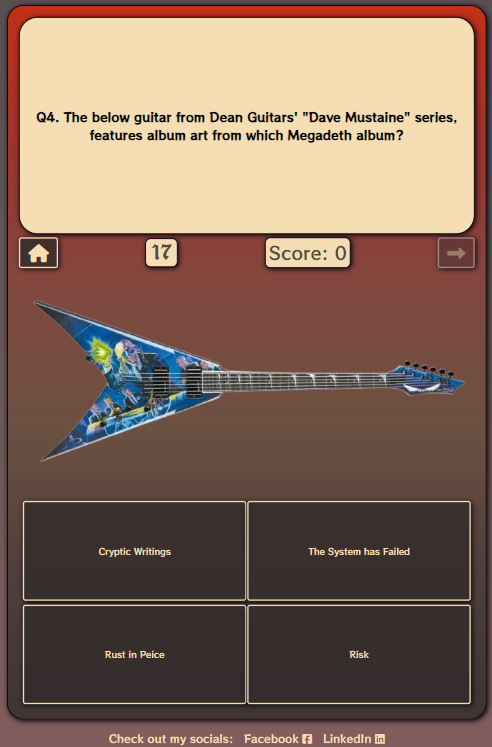 Q4. The below guitar from Dean Guitars' "Dave Mustaine" series,
features album art from which Megadeth album?
17
Score: 0
Cryptic Writings
The System has Failed
Rust in Peice
Risk
Check out my socials: Facebook LinkedIn